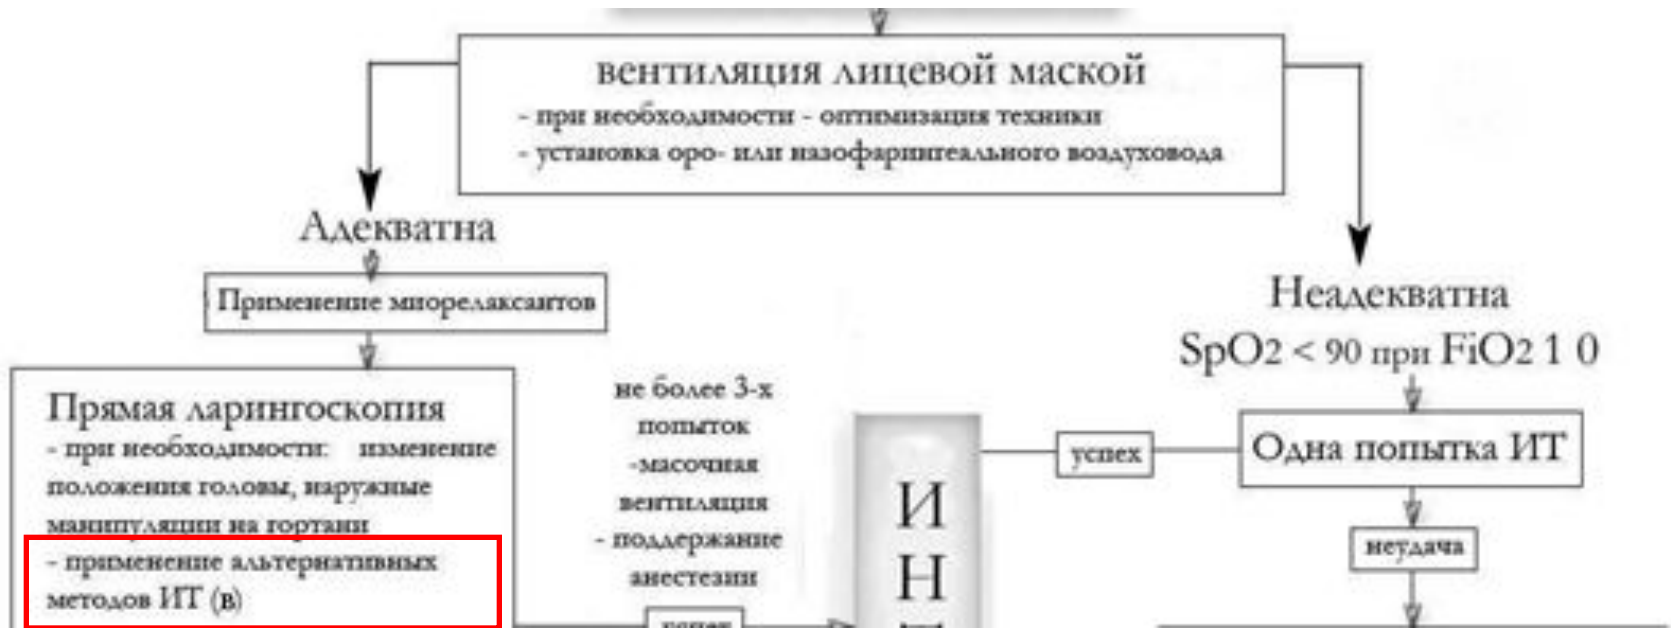 вентиляция лицевой маской
- при необходимости - оптимизация техники
- установка оро- или назофарингеального воздуховода
Адекватна
Применение миорелаксантов
Неадекватна
SpO2 < 90 при FiO2 1 0
Прямая ларингоскопия
- при необходимости: изменение
положения головы, наружные
манипуляции на гортани
- применение альтернативных
методов ИТ (в)
не более 3-х
попыток
-масочная
вентиляция
- поддержание
анестезии
успех
И
Н
успех
Одна попытка ИТ
неудача